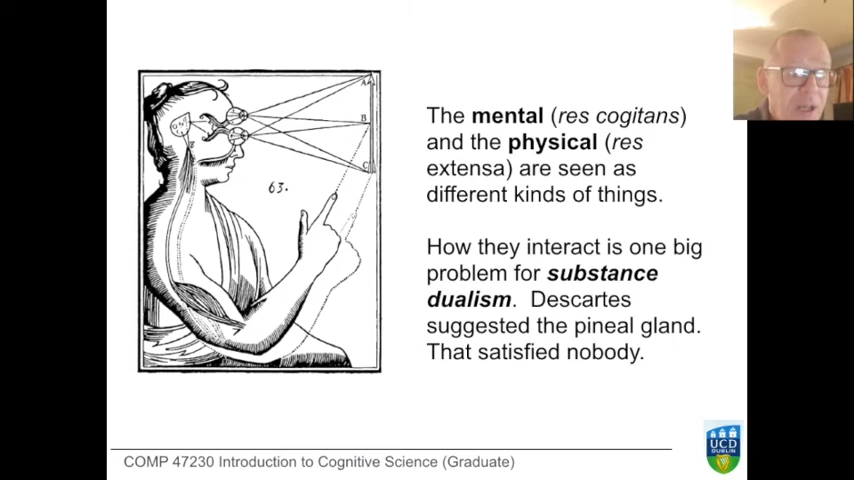 The mental (res cogitans)
and the physical (res
extensa) are seen as
different kinds of things.
How they interact is one big
problem for substance
dualism. Descartes
suggested the pineal gland.
That satisfied nobody.
A
B
C
63.
COMP 47230 Introduction to Cognitive Science (Graduate)
UCD
DUBLIN